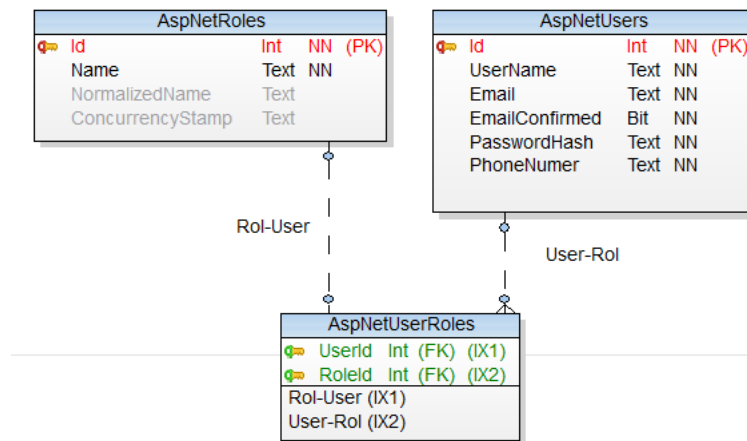 AspNetRoles
Id Int NN (PK)
Name Text NN
NormalizedName Text
ConcurrencyStamp Text
AspNetUsers
Id Int NN (PK)
UserName Text NN
Email Text NN
EmailConfirmed Bit NN
PasswordHash Text NN
PhoneNumer Text NN
Rol-User
User-Rol
AspNetUserRoles
UserId Int (FK) (IX1)
RoleId Int (FK) (IX2)
Rol-User (IX1)
User-Rol (IX2)